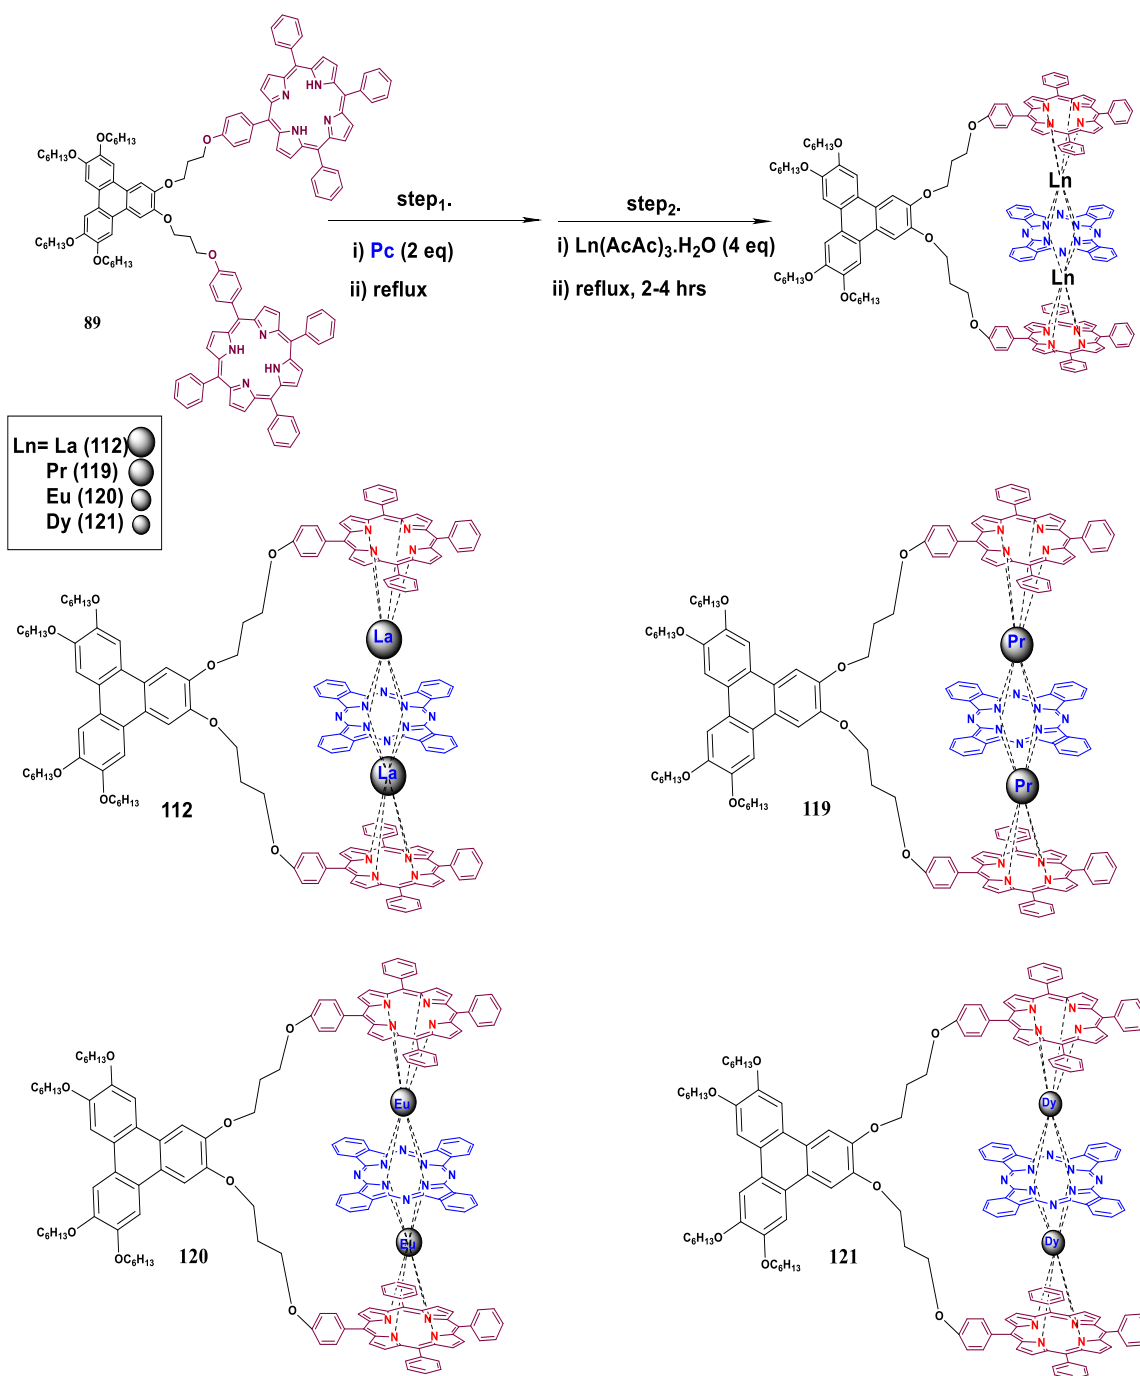 HN
N
N
NH
O
OC₆H₁₃
C₆H₁₃O
O
O
C₆H₁₃O
OC₆H₁₃
O
N
NH
HN
N
89
step₁.
i) Pc (2 eq)
ii) reflux
step₂.
i) Ln(AcAc)₃.H₂O (4 eq)
ii) reflux, 2-4 hrs
N N
N N
O
OC₆H₁₃
C₆H₁₃O
O
O
C₆H₁₃O
OC₆H₁₃
O
Ln
N N
N N N N N N
Ln
N N
N N
Ln= La (112)
Pr (119)
Eu (120)
Dy (121)
N N
N N
O
C₆H₁₃O
C₆H₁₃O
O
O
C₆H₁₃O
OC₆H₁₃
O
La
N
N N N
N N N
N
La
N N
N N
112
N N
N N
O
C₆H₁₃O
C₆H₁₃O
O
O
C₆H₁₃O
OC₆H₁₃
O
Pr
N
N N N
N N N
N
Pr
N N
N N
119
N N
N N
O
C₆H₁₃O
C₆H₁₃O
O
O
C₆H₁₃O
OC₆H₁₃
O
Eu
N
N N
N N N N
N
Eu
N N
N N
120
N N
N N
O
C₆H₁₃O
C₆H₁₃O
O
O
C₆H₁₃O
OC₆H₁₃
O
Dy
N
N N
N N N N
N
Dy
N N
N N
121